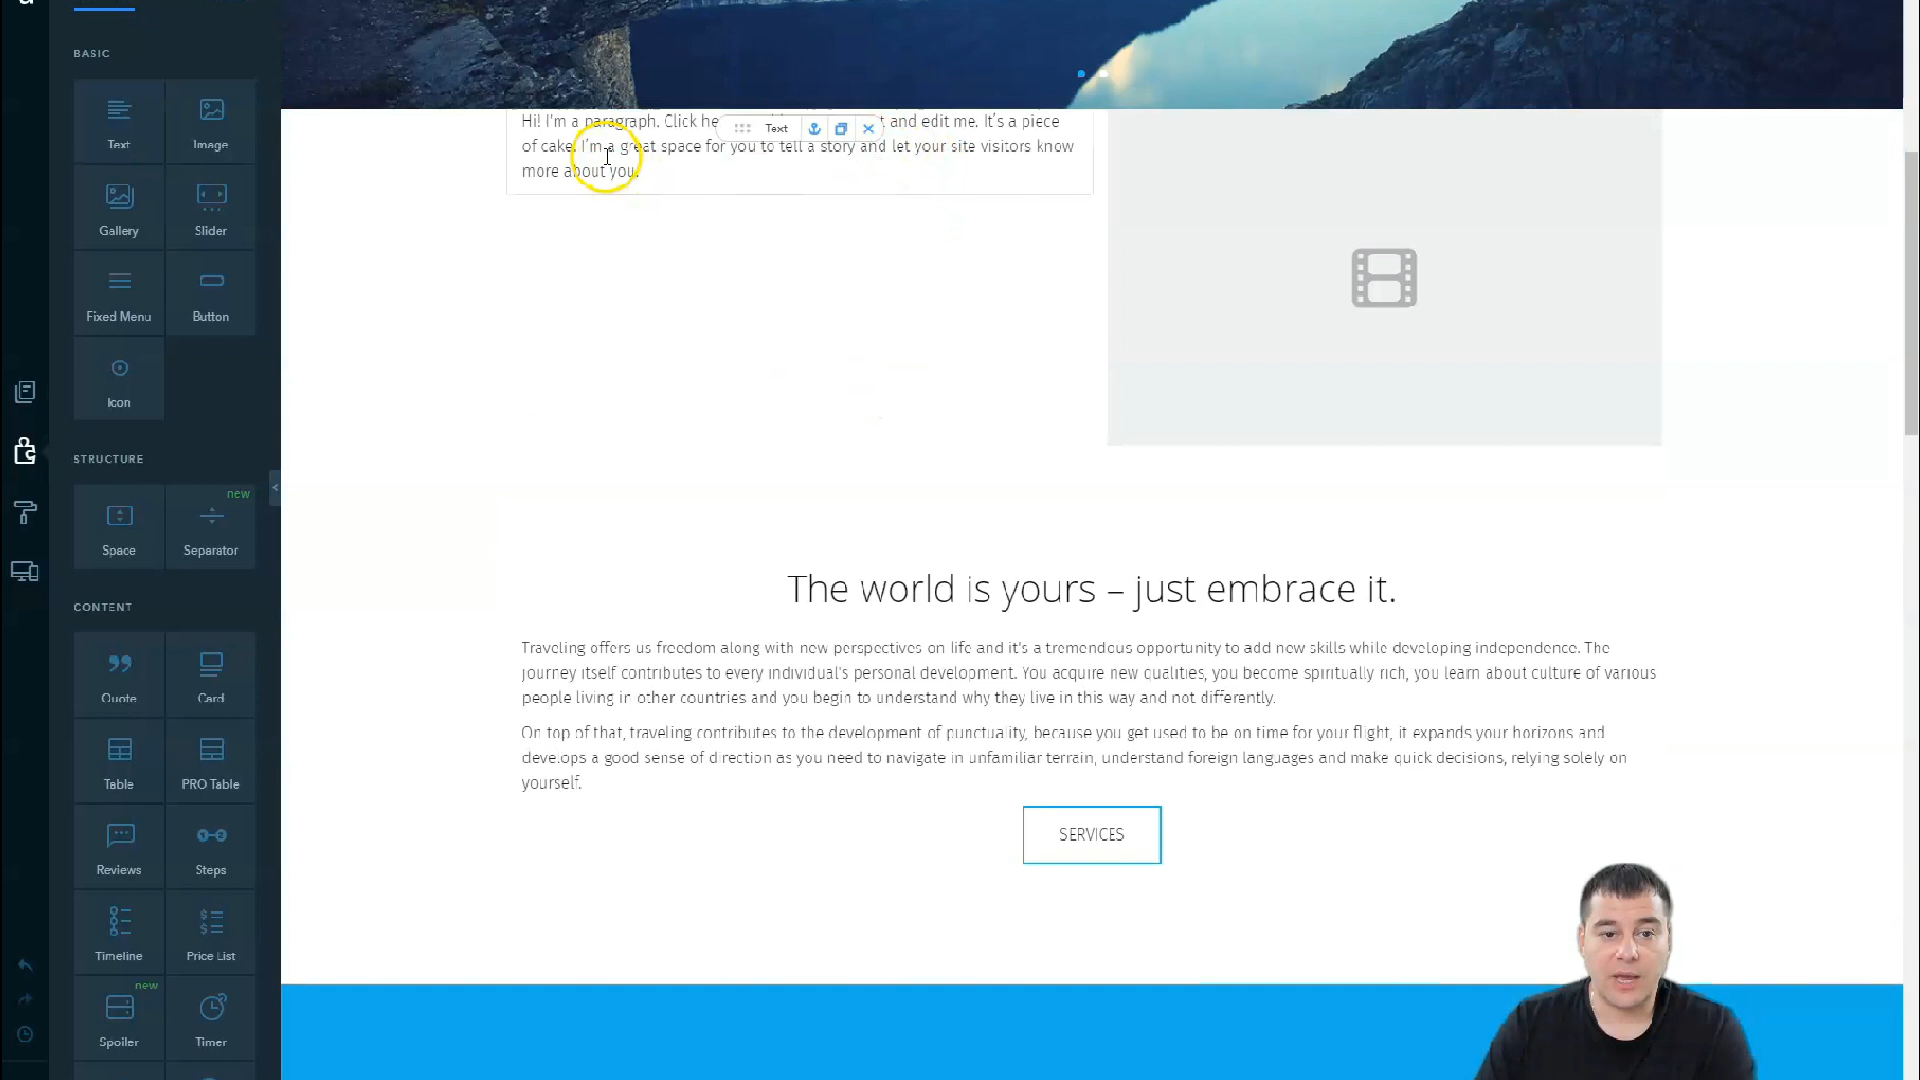 BASIC
Text
Image
Gallery
Slider
Fixed Menu
Button
Icon
STRUCTURE
new
Space
Separator
CONTENT
Quote
Card
Table
PRO Table
Reviews
Steps
Timeline
Price List
new
Spoiler
Timer
Hi! I'm a paragraph. Click he
Text
and edit me. It's a piece
of cake. I'm a great space for you to tell a story and let your site visitors know
more about you.
The world is yours – just embrace it.
Traveling offers us freedom along with new perspectives on life and it's a tremendous opportunity to add new skills while developing independence. The
journey itself contributes to every individual's personal development. You acquire new qualities, you become spiritually rich, you learn about culture of various
people living in other countries and you begin to understand why they live in this way and not differently.
On top of that, traveling contributes to the development of punctuality, because you get used to be on time for your flight, it expands your horizons and
develops a good sense of direction as you need to navigate in unfamiliar terrain, understand foreign languages and make quick decisions, relying solely on
yourself.
SERVICES